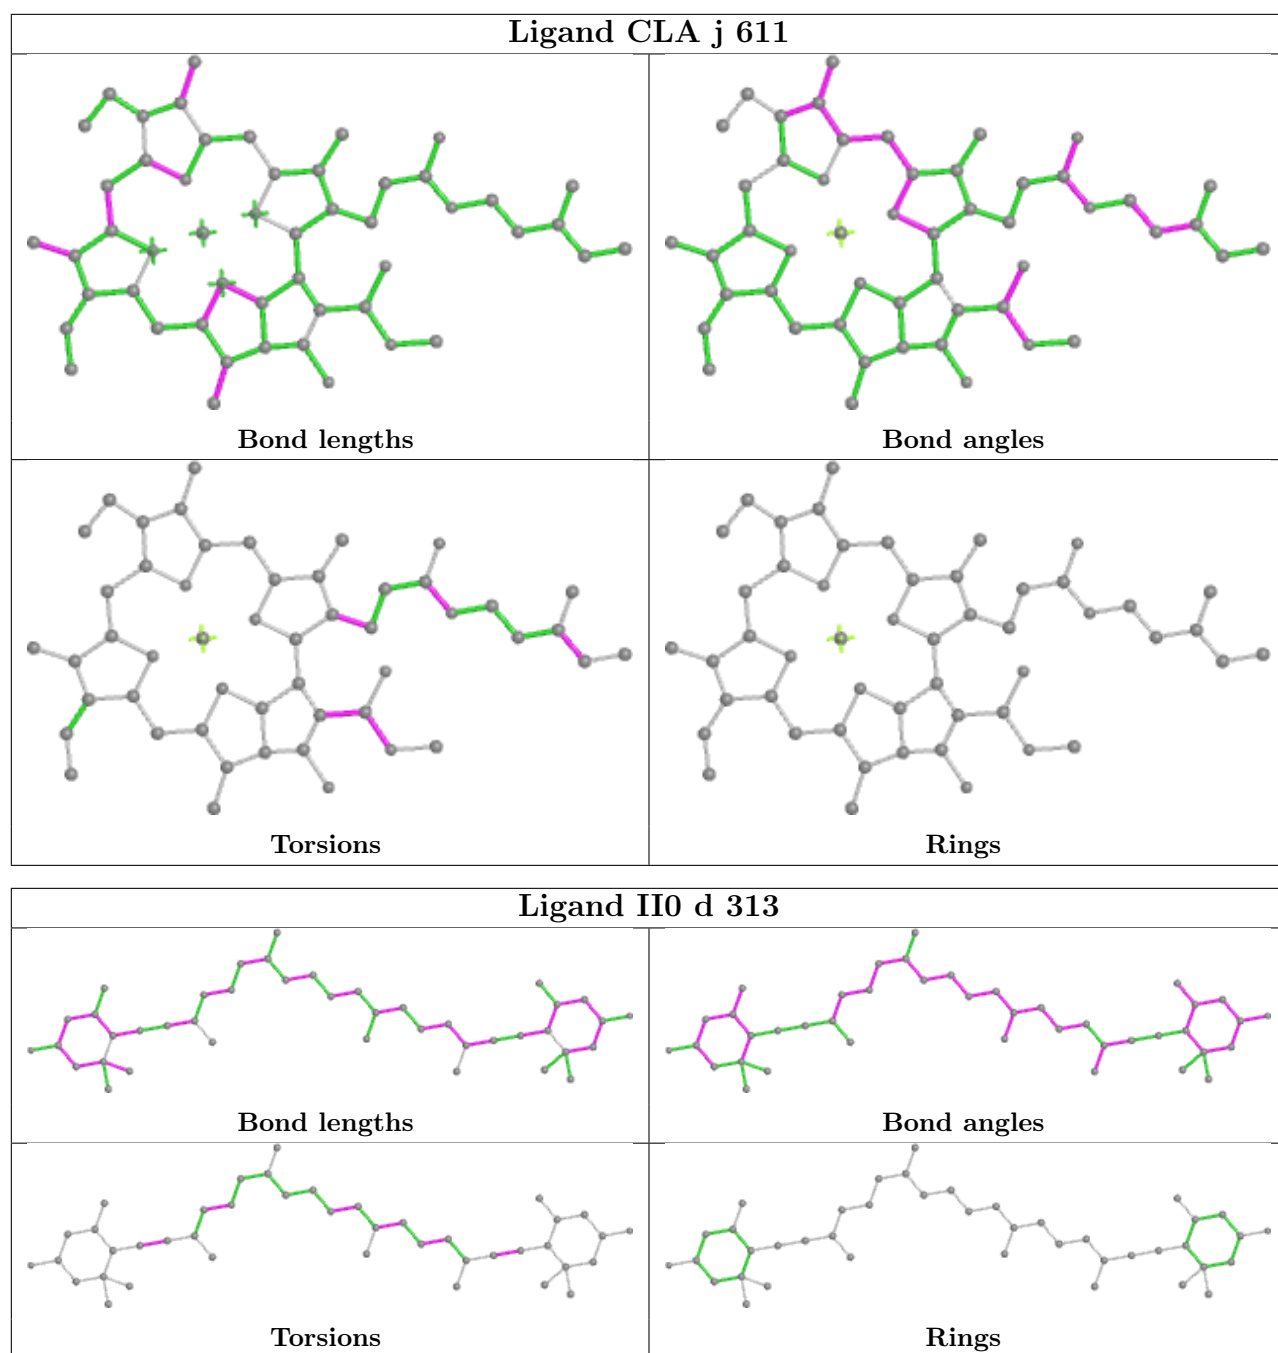 Ligand CLA j 611
Bond lengths
Bond angles
Torsions
Rings
Ligand II0 d 313
Bond lengths
Bond angles
Torsions
Rings